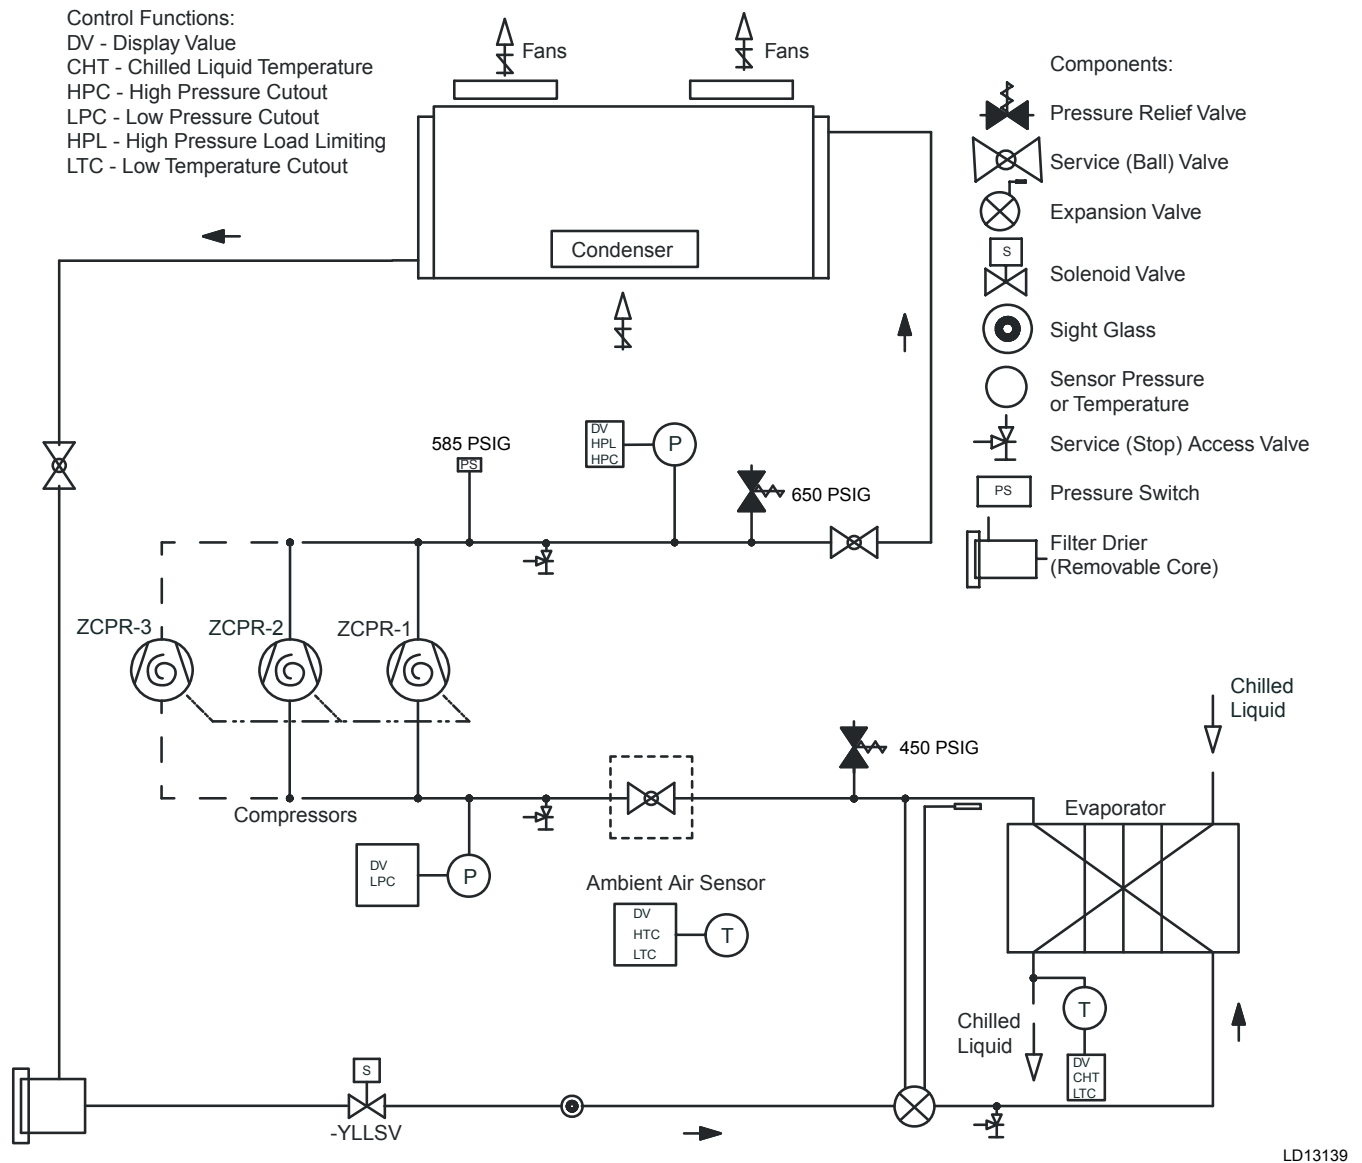 Control Functions:
DV - Display Value
CHT - Chilled Liquid Temperature
HPC - High Pressure Cutout
LPC - Low Pressure Cutout
HPL - High Pressure Load Limiting
LTC - Low Temperature Cutout
Fans
Fans
Condenser
Components:
Pressure Relief Valve
Service (Ball) Valve
Expansion Valve
S
Solenoid Valve
Sight Glass
Sensor Pressure
or Temperature
Service (Stop) Access Valve
PS
Pressure Switch
Filter Drier
(Removable Core)
585 PSIG
PS
DV
HPL
HPC
P
650 PSIG
ZCPR-3
ZCPR-2
ZCPR-1
Compressors
DV
LPC
P
450 PSIG
Chilled
Liquid
Evaporator
Ambient Air Sensor
DV
HTC
LTC
T
Chilled
Liquid
T
DV
CHT
LTC
S
-YLLSV
LD13139